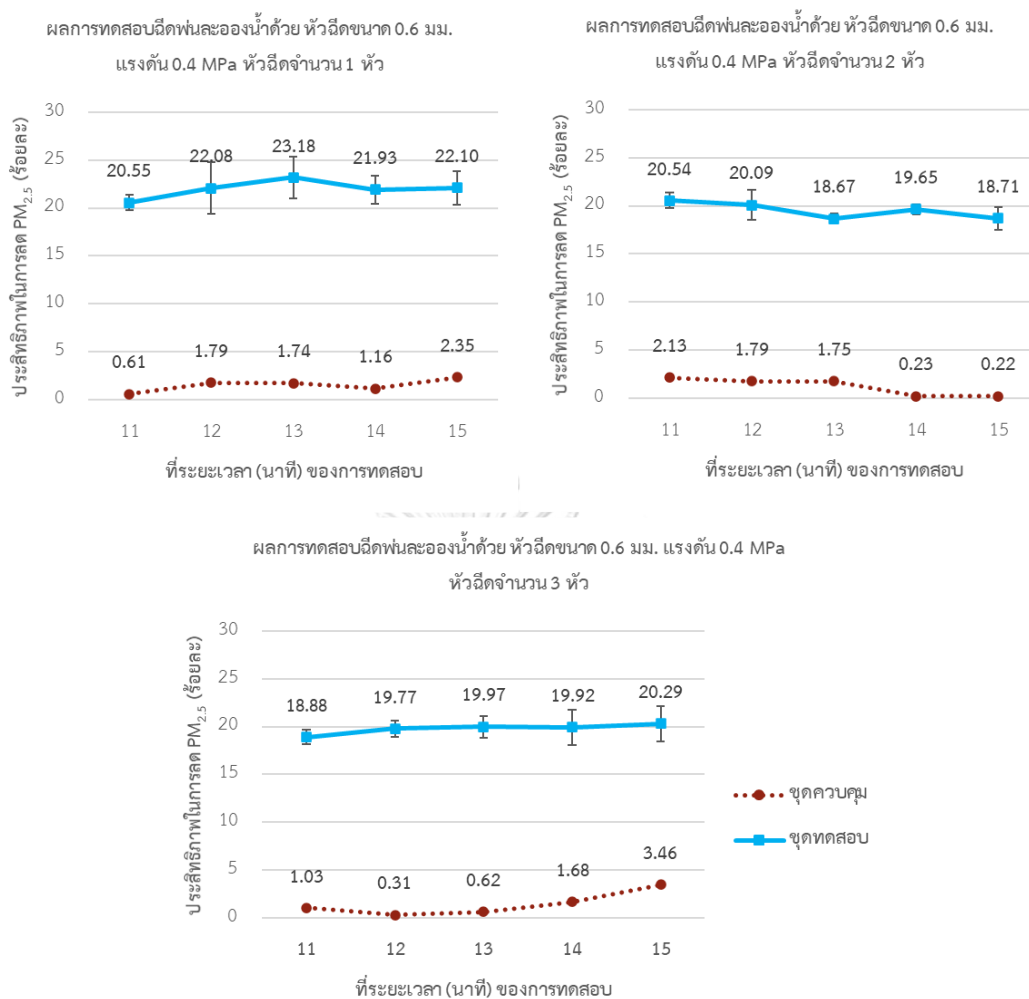 ผลการทดสอบฉีดพ่นละอองน้ำด้วย หัวฉีดขนาด 0.6 มม.
แรงดัน 0.4 MPa หัวฉีดจำนวน 1 หัว
ประสิทธิภาพในการลด PM2.5 (ร้อยละ)
30
25
20
15
10
5
0
20.55 22.08 23.18 21.93 22.10
0.61 1.79 1.74 1.16 2.35
11 12 13 14 15
ที่ระยะเวลา (นาที) ของการทดสอบ
ผลการทดสอบฉีดพ่นละอองน้ำด้วย หัวฉีดขนาด 0.6 มม.
แรงดัน 0.4 MPa หัวฉีดจำนวน 2 หัว
ประสิทธิภาพในการลด PM2.5 (ร้อยละ)
30
25
20
15
10
5
0
20.54 20.09 18.67 19.65 18.71
2.13 1.79 1.75 0.23 0.22
11 12 13 14 15
ที่ระยะเวลา (นาที) ของการทดสอบ
ผลการทดสอบฉีดพ่นละอองน้ำด้วย หัวฉีดขนาด 0.6 มม. แรงดัน 0.4 MPa
หัวฉีดจำนวน 3 หัว
ประสิทธิภาพในการลด PM2.5 (ร้อยละ)
30
25
20
15
10
5
0
18.88 19.77 19.97 19.92 20.29
1.03 0.31 0.62 1.68 3.46
11 12 13 14 15
ที่ระยะเวลา (นาที) ของการทดสอบ
ชุดควบคุม
ชุดทดสอบ